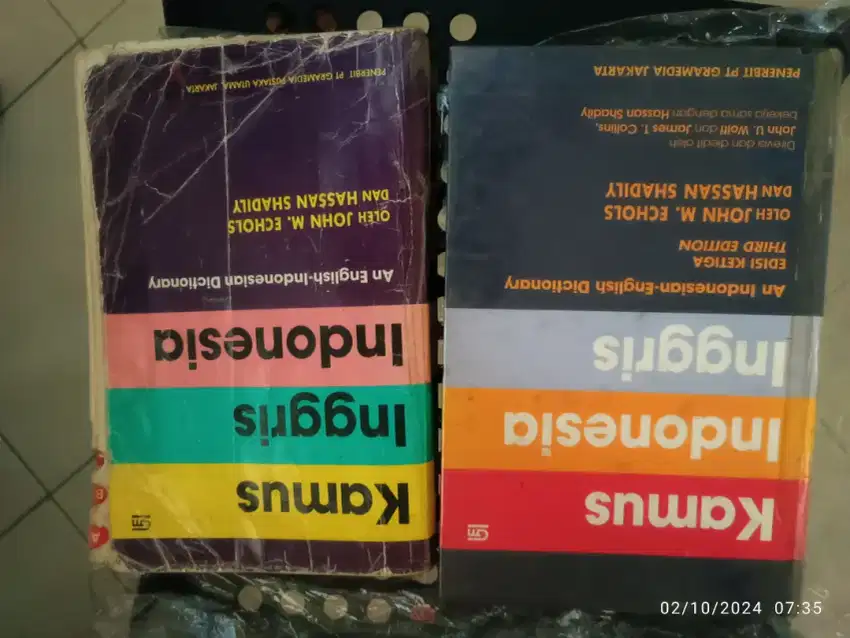 Gm
Kamus
Inggris
Indonesia
An English-Indonesian Dictionary
OLEH JOHN M. ECHOLS
DAN HASSAN SHADILY
PENERBIT PT GRAMEDIA PUSTAKA UTAMA, JAKARTA
A
B
Gm
Kamus
Indonesia
Inggris
An Indonesian-English Dictionary
EDISI KETIGA
THIRD EDITION
OLEH JOHN M. ECHOLS
DAN HASSAN SHADILY
Direvisi dan diedit oleh
John U. Wolff dan James T. Collins,
bekerja sama dengan Hassan Shadily
PENERBIT PT GRAMEDIA JAKARTA
02/10/2024 07:35